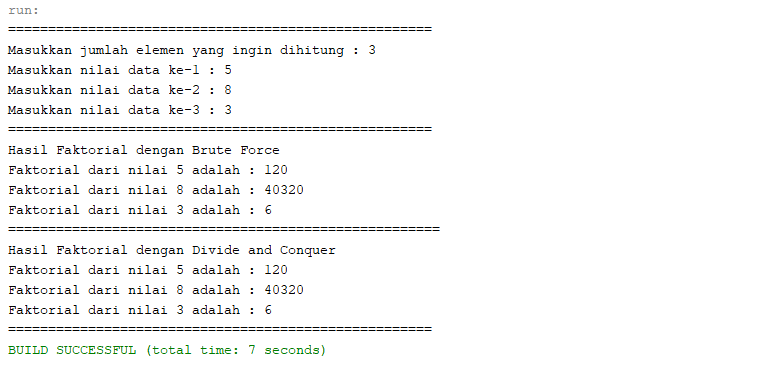 run:
=====================================================
Masukkan jumlah elemen yang ingin dihitung : 3
Masukkan nilai data ke-1 : 5
Masukkan nilai data ke-2 : 8
Masukkan nilai data ke-3 : 3
=====================================================
Hasil Faktorial dengan Brute Force
Faktorial dari nilai 5 adalah : 120
Faktorial dari nilai 8 adalah : 40320
Faktorial dari nilai 3 adalah : 6
======================================================
Hasil Faktorial dengan Divide and Conquer
Faktorial dari nilai 5 adalah : 120
Faktorial dari nilai 8 adalah : 40320
Faktorial dari nilai 3 adalah : 6
=====================================================
BUILD SUCCESSFUL (total time: 7 seconds)